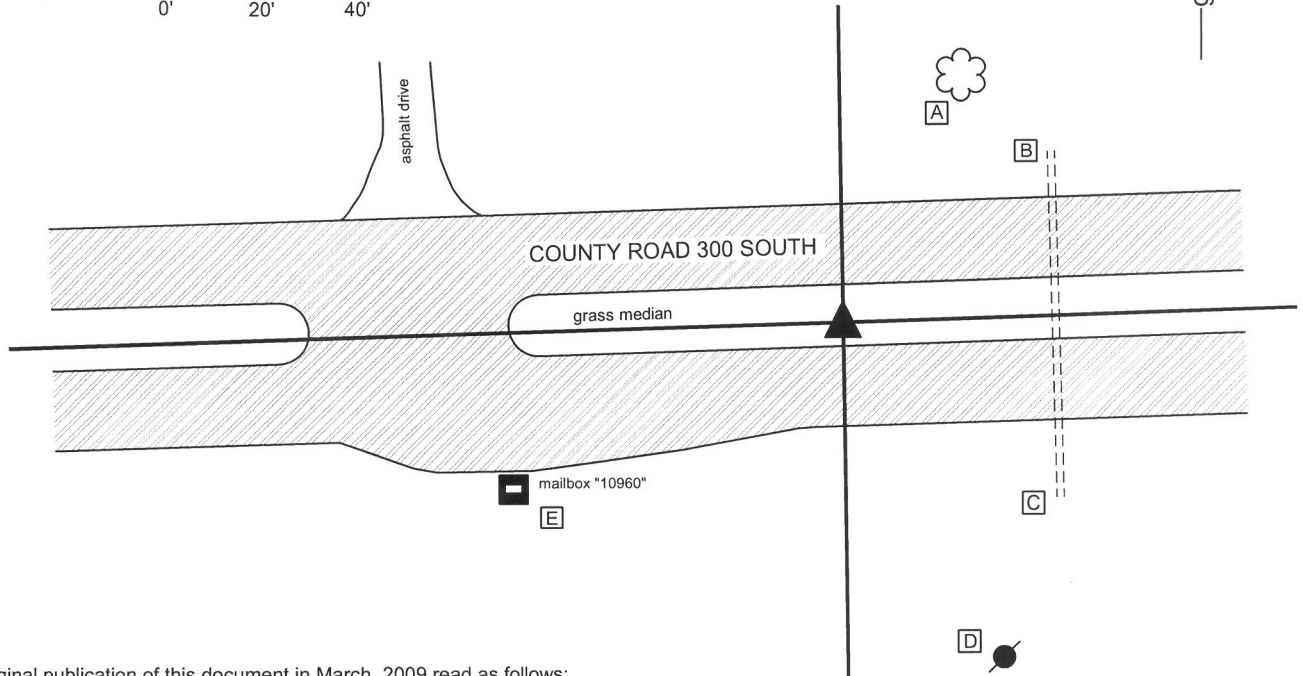 0' 20' 40'
asphalt drive
A
B
COUNTY ROAD 300 SOUTH
grass median
mailbox "10960"
E
C
D
ginal publication of this document in March, 2009 read as follows: